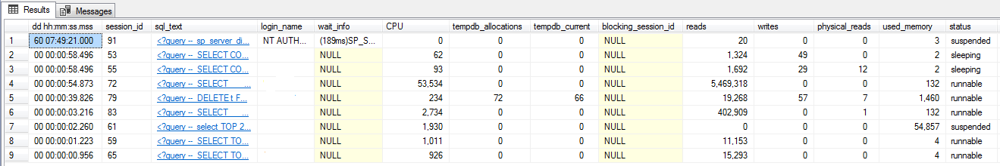 Results Messages
dd hh:mm:ss.mss session_id sql_text login_name wait_info CPU tempdb_allocations tempdb_current blocking_session_id reads writes physical_reads used_memory status
1 60 07:49:21.000 91 <?query -- sp_server_di... NT AUTH... (189ms)SP_S... 0 0 0 NULL 20 0 0 3 suspended
2 00 00:00:58.496 53 <?query -- SELECT CO... NULL 62 0 0 NULL 1,324 49 0 2 sleeping
3 00 00:00:58.496 55 <?query -- SELECT CO... NULL 93 0 0 NULL 1,692 29 12 2 sleeping
4 00 00:00:54.873 72 <?query -- SELECT ... NULL 53,534 0 0 NULL 5,469,318 0 0 132 runnable
5 00 00:00:39.826 79 <?query -- DELETE t F... NULL 234 72 66 NULL 19,268 57 7 1,460 runnable
6 00 00:00:03.216 83 <?query -- SELECT ... NULL 2,734 0 0 NULL 402,909 0 1 132 runnable
7 00 00:00:02.260 61 <?query -- select TOP 2... NULL 1,930 0 0 NULL 0 0 0 54,857 suspended
8 00 00:00:01.223 59 <?query -- SELECT TO... NULL 1,011 0 0 NULL 11,153 0 0 4 runnable
9 00 00:00:00.956 65 <?query -- SELECT TO... NULL 926 0 0 NULL 15,293 0 0 4 runnable